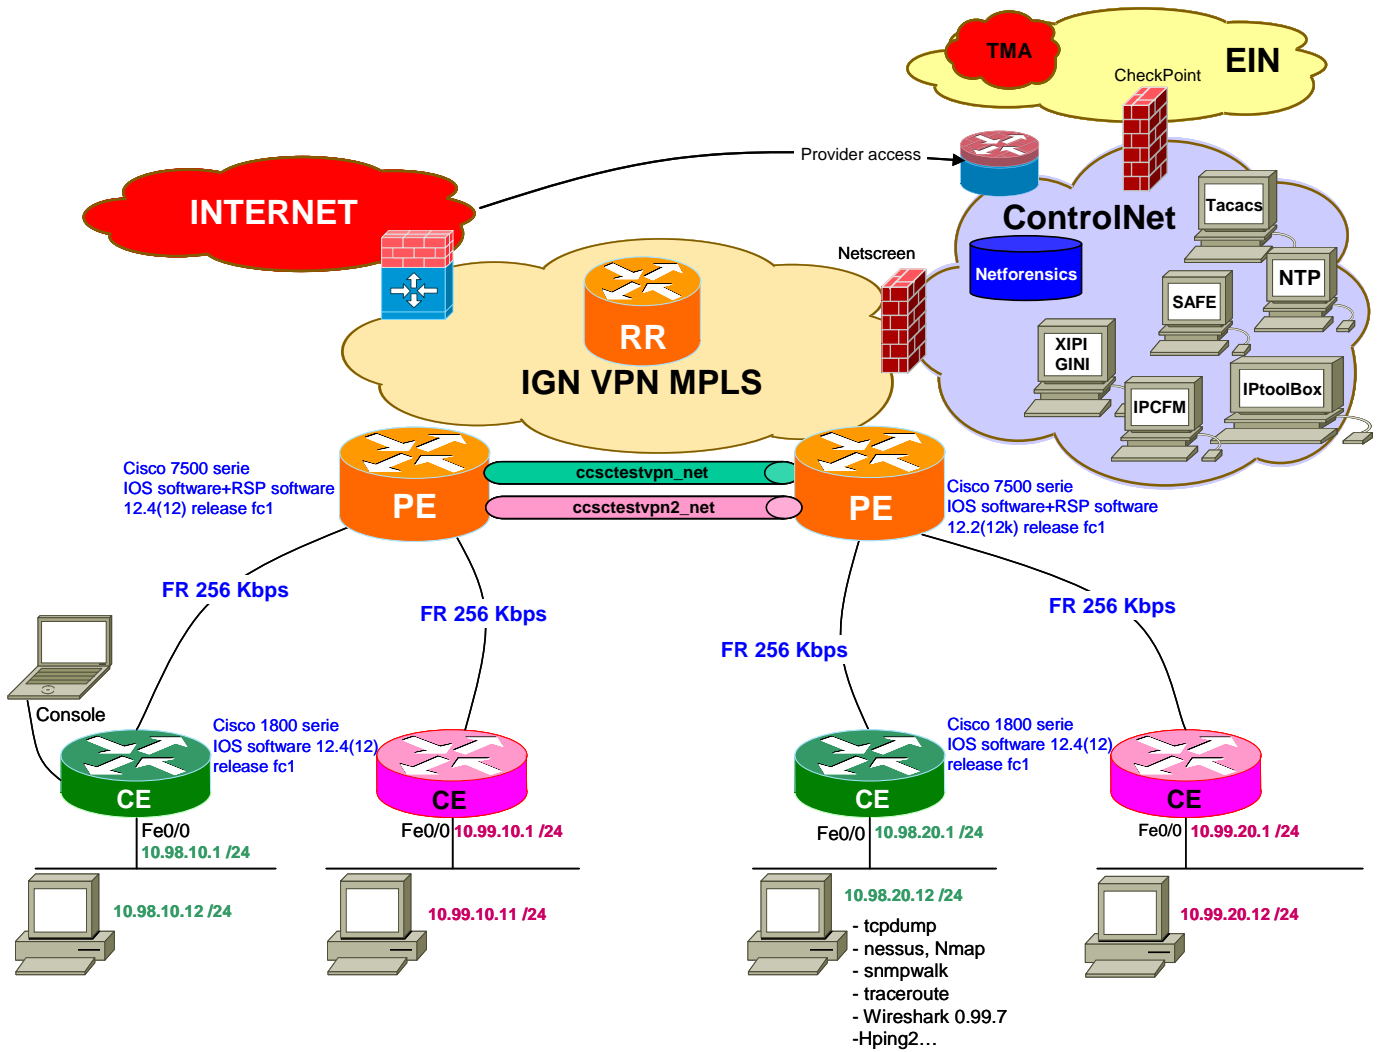 TMA
EIN
CheckPoint
Provider access
INTERNET
ControlNet
Tacacs
Netscreen
Netforensics
NTP
SAFE
RR
XIPI
GINI
IGN VPN MPLS
IPtoolBox
IPCFM
Cisco 7500 serie
IOS software+RSP software
12.4(12) release fc1
PE
ccsctestvpn_net
ccsctestvpn2_net
PE
Cisco 7500 serie
IOS software+RSP software
12.2(12k) release fc1
FR 256 Kbps
FR 256 Kbps
FR 256 Kbps
FR 256 Kbps
Console
Cisco 1800 serie
IOS software 12.4(12)
release fc1
Cisco 1800 serie
IOS software 12.4(12)
release fc1
CE
CE
CE
CE
Fe0/0
10.98.10.1 /24
Fe0/0 10.99.10.1 /24
Fe0/0 10.98.20.1 /24
Fe0/0 10.99.20.1 /24
10.98.10.12 /24
10.99.10.11 /24
10.98.20.12 /24
10.99.20.12 /24
- tcpdump
- nessus, Nmap
- snmpwalk
- traceroute
- Wireshark 0.99.7
-Hping2…